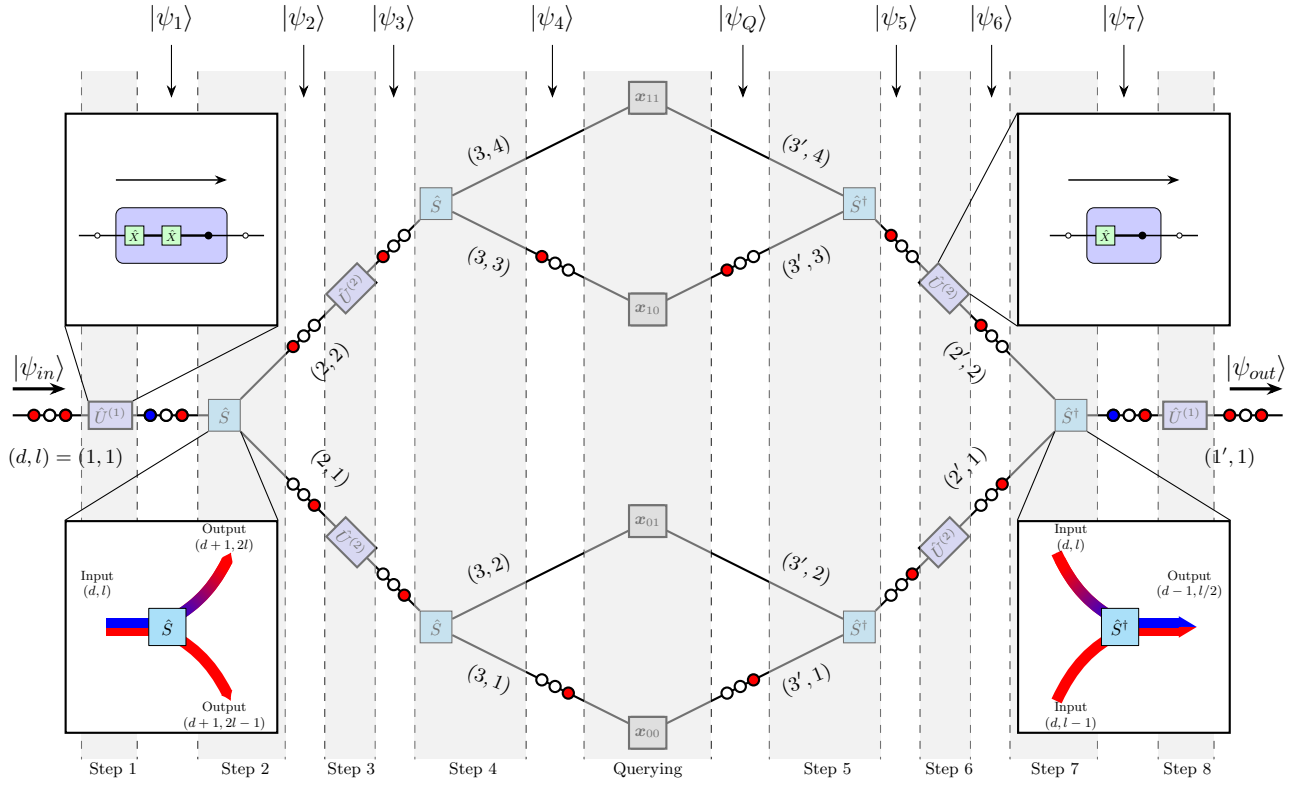 |ψ₁⟩ |ψ₂⟩ |ψ₃⟩ |ψ₄⟩ |ψ_Q⟩ |ψ₅⟩ |ψ₆⟩ |ψ₇⟩
x₁₁
(3, 4) (3′, 4)
X̂ X̂
X̂
Ŝ Ŝ†
(3, 3) (3′, 3)
Û⁽²⁾ Û⁽²⁾
x₁₀
(2, 2) (2′, 2)
|ψ_in⟩ |ψ_out⟩
Û⁽¹⁾ Ŝ Ŝ† Û⁽¹⁾
(d, l) = (1, 1) (1′, 1)
(2, 1) (2′, 1)
x₀₁
Û⁽²⁾ Û⁽²⁾
(3, 2) (3′, 2)
Ŝ Ŝ†
(3, 1) (3′, 1)
x₀₀
Output
(d + 1, 2l)
Input
(d, l)
Ŝ
Output
(d + 1, 2l − 1)
Input
(d, l)
Output
(d − 1, l/2)
Ŝ†
Input
(d, l − 1)
Step 1 Step 2 Step 3 Step 4 Querying Step 5 Step 6 Step 7 Step 8